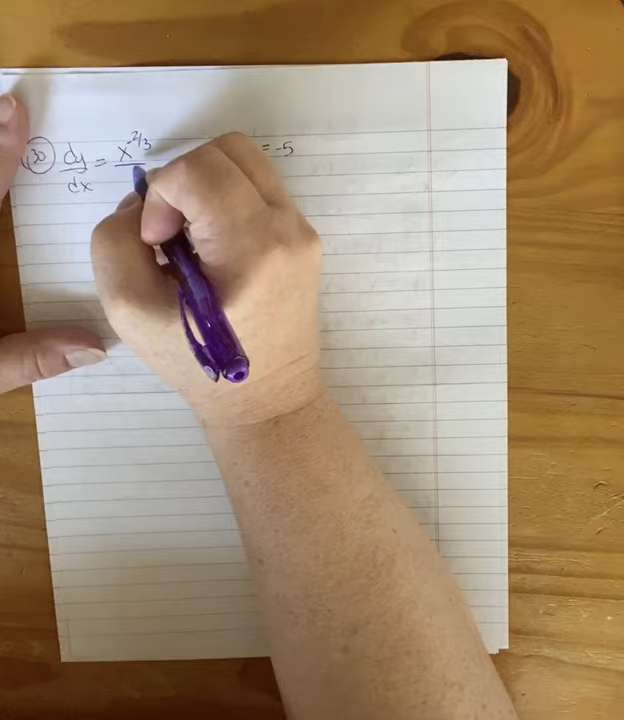 30 dy/dx = x^-2/3 = -5